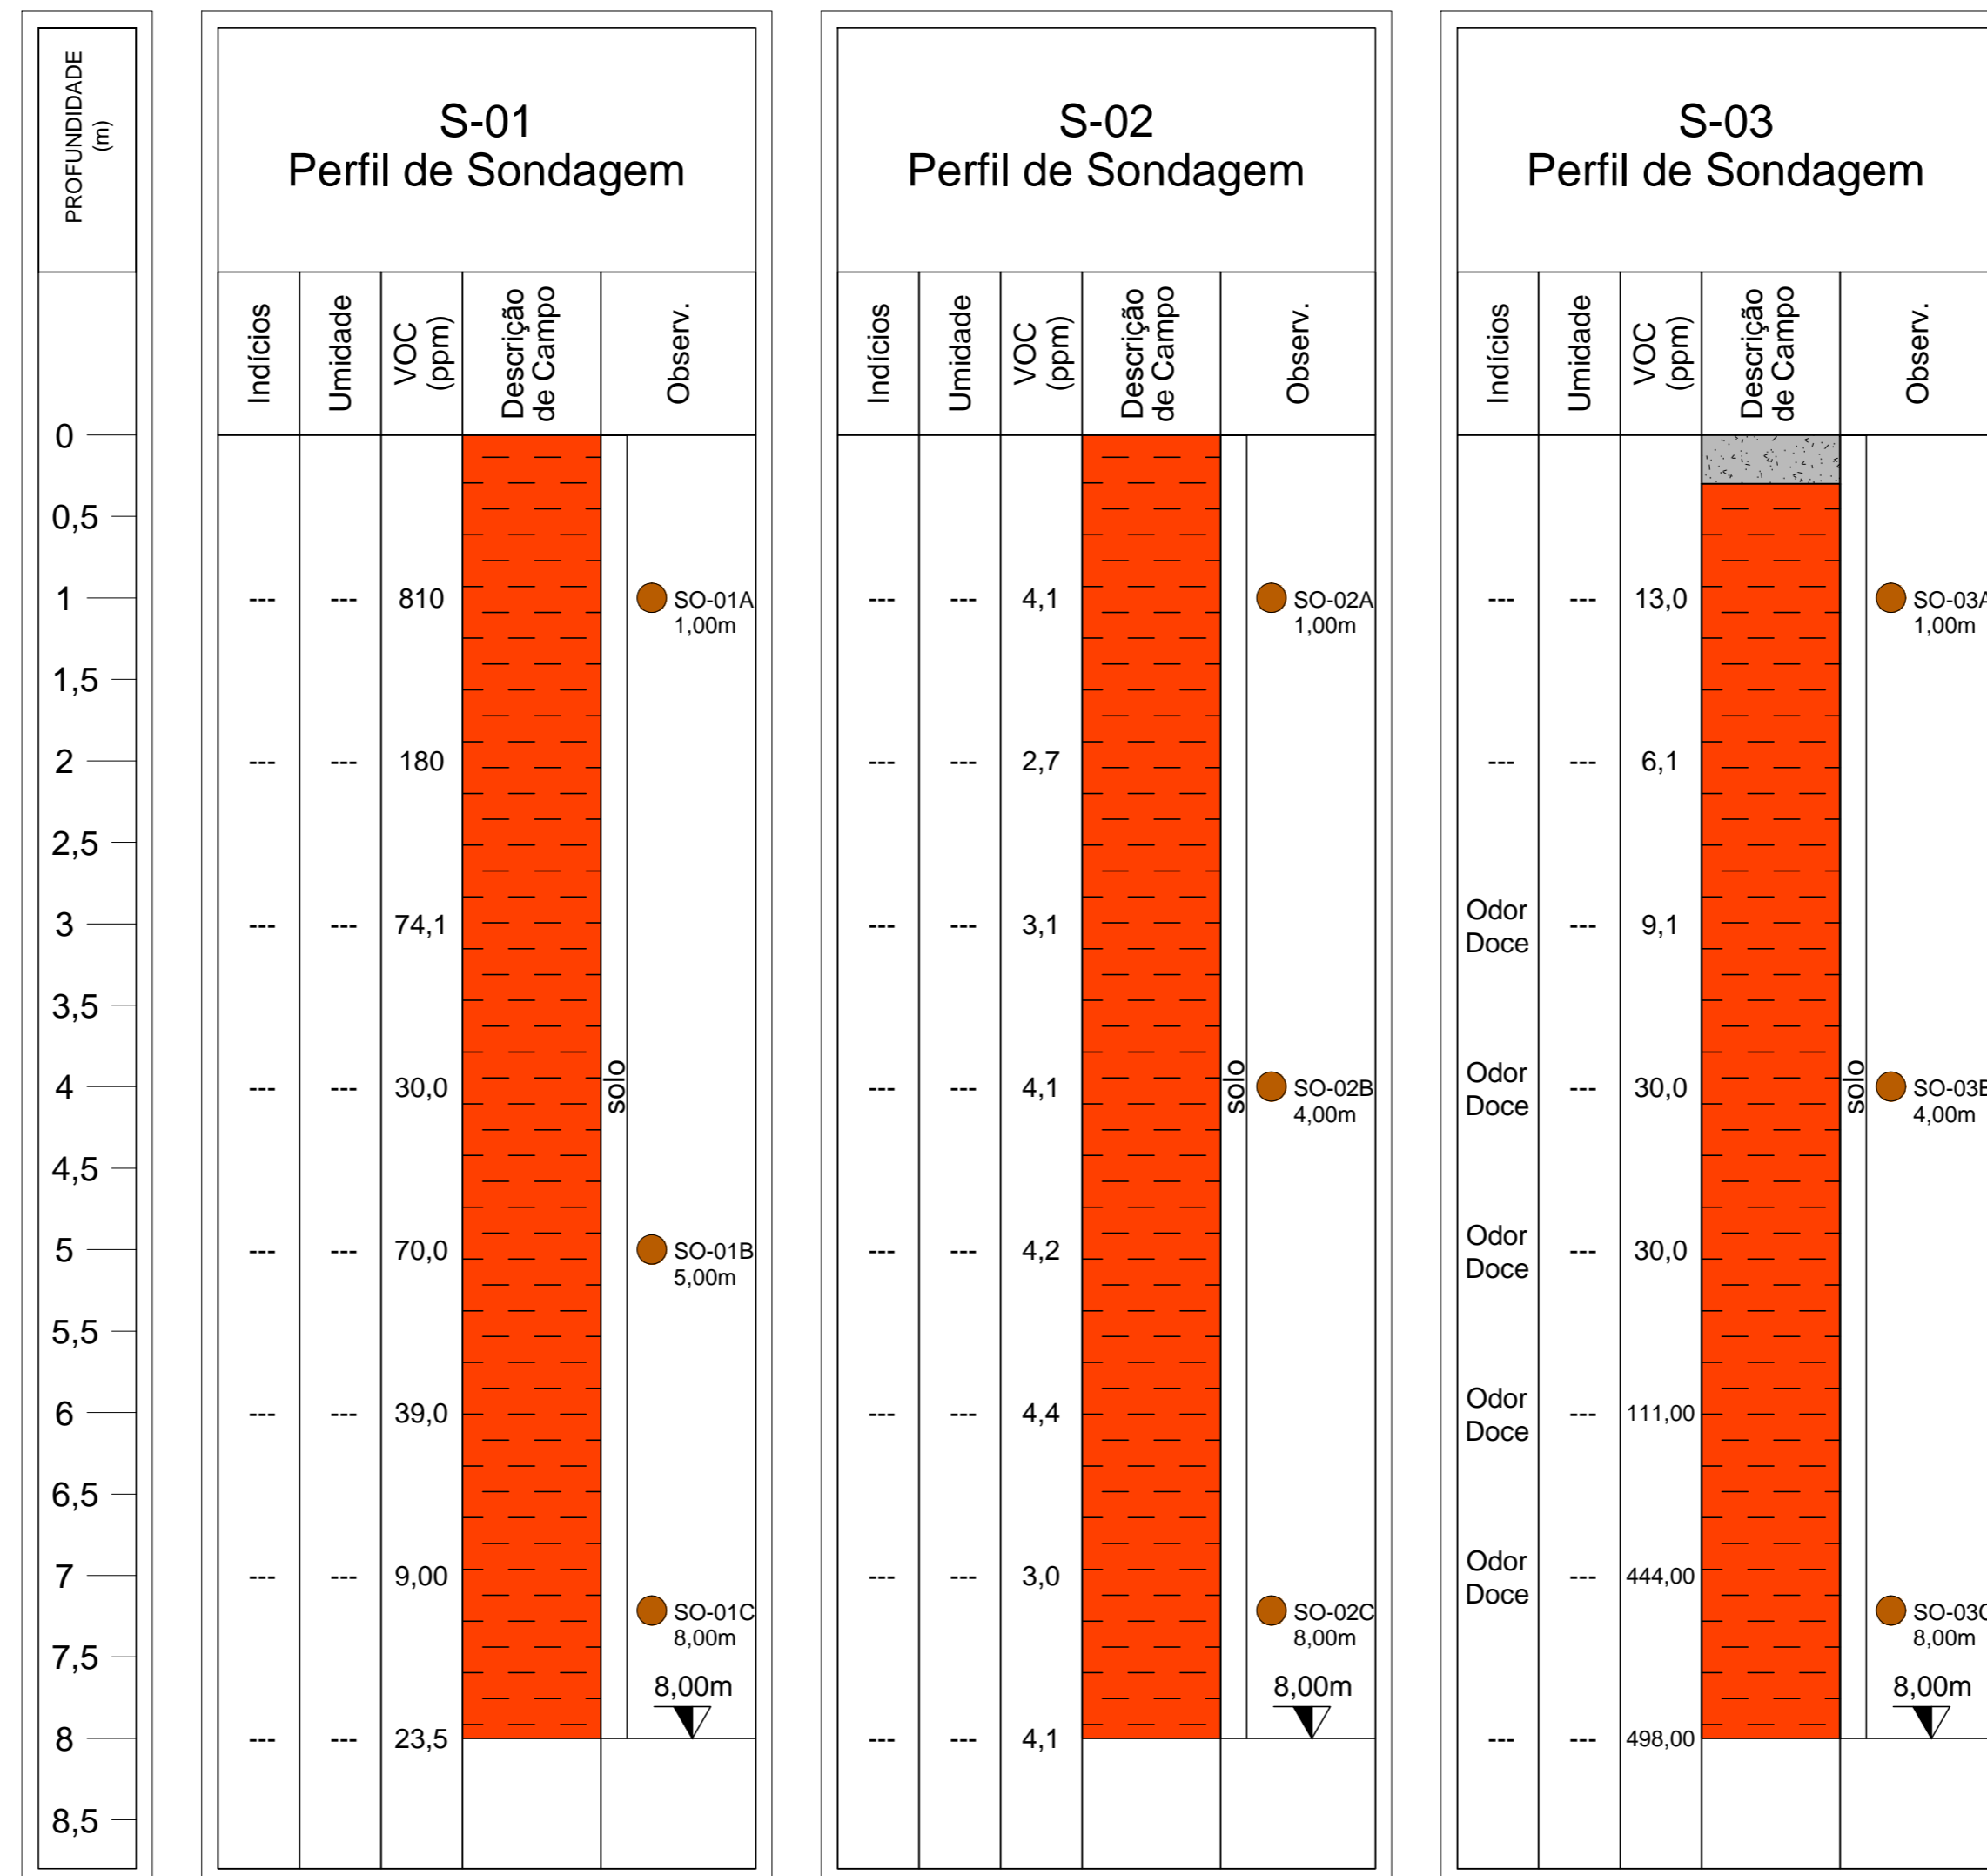 PROFUNDIDADE
(m)
0
0,5
1
1,5
2
2,5
3
3,5
4
4,5
5
5,5
6
6,5
7
7,5
8
8,5
S-01
Perfil de Sondagem
Indícios
Umidade
VOC
(ppm)
Descrição
de Campo
Observ.
--- --- 810
SO-01A
1,00m
--- --- 180
--- --- 74,1
--- --- 30,0
solo
--- --- 70,0
SO-01B
5,00m
--- --- 39,0
--- --- 9,00
SO-01C
8,00m
8,00m
--- --- 23,5
S-02
Perfil de Sondagem
Indícios
Umidade
VOC
(ppm)
Descrição
de Campo
Observ.
--- --- 4,1
SO-02A
1,00m
--- --- 2,7
--- --- 3,1
--- --- 4,1
solo
SO-02B
4,00m
--- --- 4,2
--- --- 4,4
--- --- 3,0
SO-02C
8,00m
8,00m
--- --- 4,1
S-03
Perfil de Sondagem
Indícios
Umidade
VOC
(ppm)
Descrição
de Campo
Observ.
--- --- 13,0
SO-03A
1,00m
--- --- 6,1
Odor
Doce
--- 9,1
Odor
Doce
--- 30,0
solo
SO-03B
4,00m
Odor
Doce
--- 30,0
Odor
Doce
--- 111,00
Odor
Doce
--- 444,00
SO-03C
8,00m
8,00m
--- --- 498,00